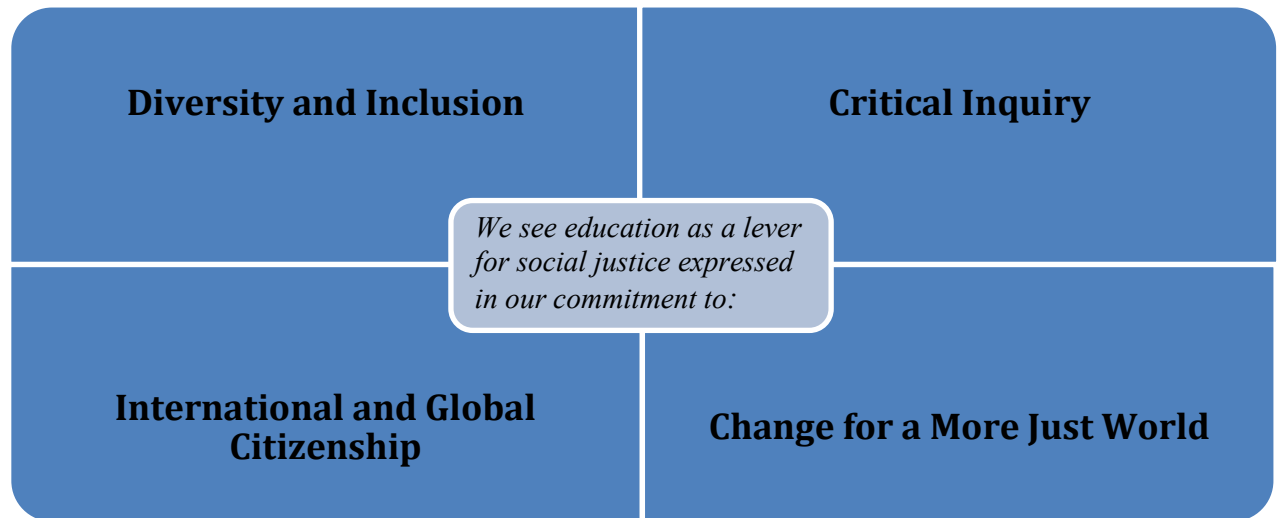 Diversity and Inclusion
Critical Inquiry
We see education as a lever
for social justice expressed
in our commitment to:
International and Global
Citizenship
Change for a More Just World